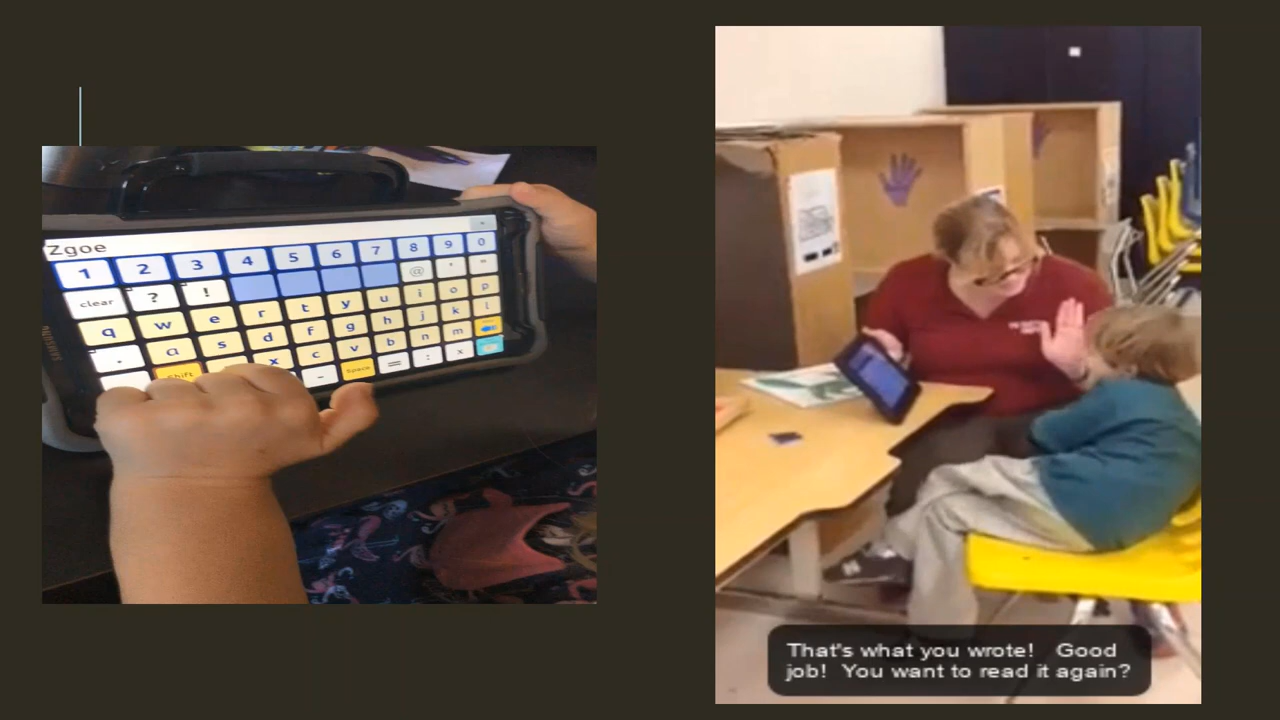 Zgoe
1 2 3 4 5 6 7 8 9 0
clear ? ! @ ' "
q w e r t y u i o p
. a s d f g h j k l
Shift x c v b n m
- Space = : x
SAMSUNG
That's what you wrote! Good
job! You want to read it again?